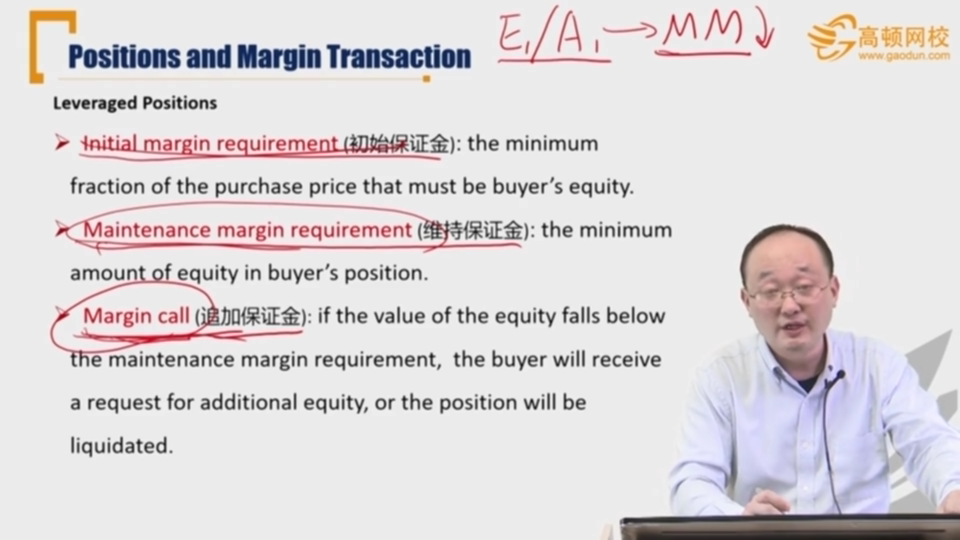 E₁/A₁→MM↓
高顿网校
www.gaodun.com
Positions and Margin Transaction
Leveraged Positions
➢ Initial margin requirement (初始保证金): the minimum
fraction of the purchase price that must be buyer’s equity.
➢ Maintenance margin requirement (维持保证金): the minimum
amount of equity in buyer’s position.
➢ Margin call (追加保证金): if the value of the equity falls below
the maintenance margin requirement, the buyer will receive
a request for additional equity, or the position will be
liquidated.